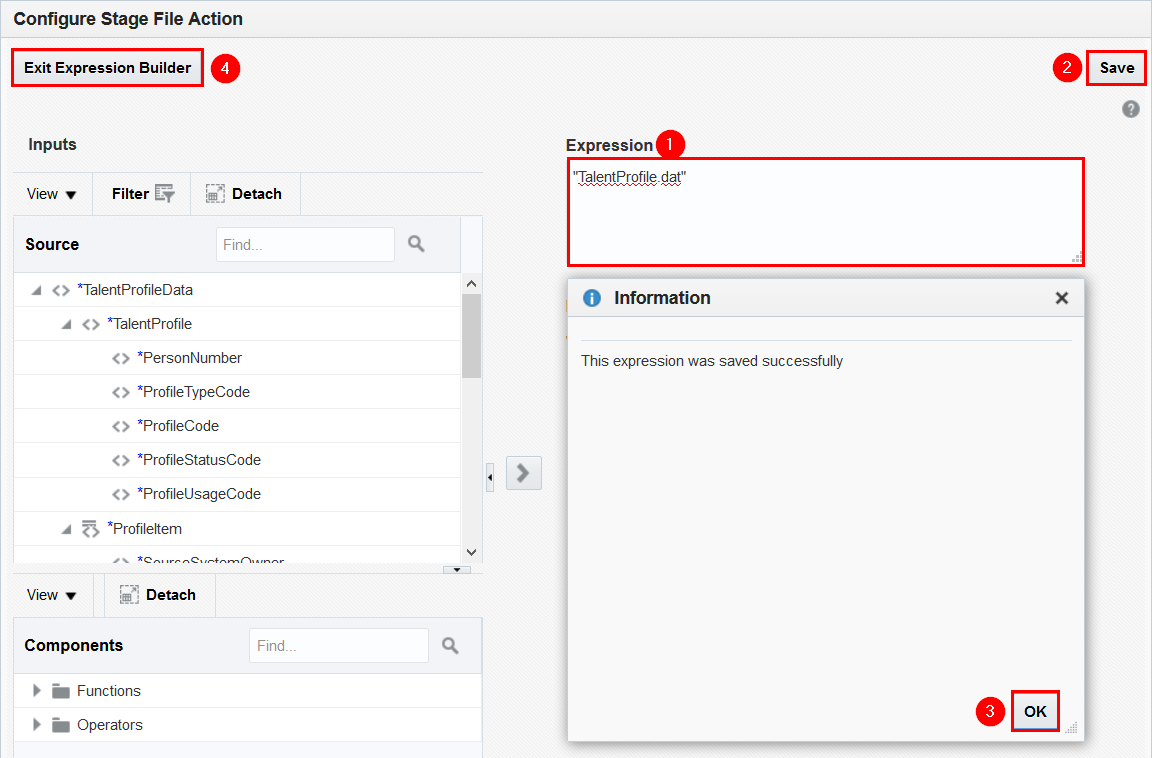 Configure Stage File Action
Exit Expression Builder 4
2 Save
?
Inputs
View Filter Detach
Source Find...
*TalentProfileData
*TalentProfile
*PersonNumber
*ProfileTypeCode
*ProfileCode
*ProfileStatusCode
*ProfileUsageCode
*ProfileItem
*SourceSystemOwner
View Detach
Components Find...
Functions
Operators
Expression 1
"TalentProfile.dat"
Information
This expression was saved successfully
3 OK